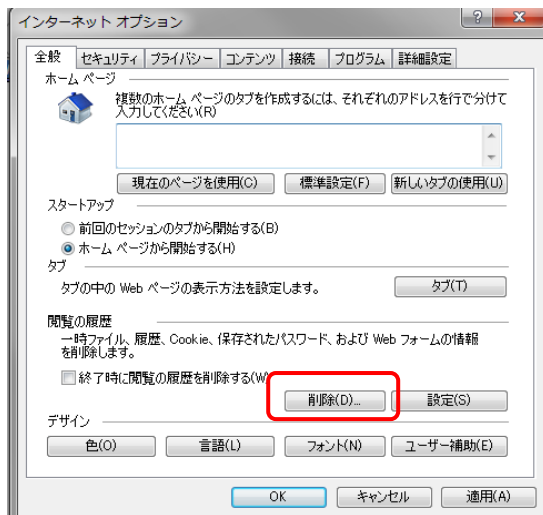 インターネット オプション
全般 セキュリティ プライバシー コンテンツ 接続 プログラム 詳細設定
ホーム ページ
複数のホーム ページのタブを作成するには、それぞれのアドレスを行で分けて
入力してください(R)
現在のページを使用(C) 標準設定(F) 新しいタブの使用(U)
スタートアップ
前回のセッションのタブから開始する(B)
ホーム ページから開始する(H)
タブ
タブの中の Web ページの表示方法を設定します。 タブ(T)
閲覧の履歴
一時ファイル、履歴、Cookie、保存されたパスワード、および Web フォームの情報
を削除します。
終了時に閲覧の履歴を削除する(W)
削除(D)... 設定(S)
デザイン
色(O) 言語(L) フォント(N) ユーザー補助(E)
OK キャンセル 適用(A)